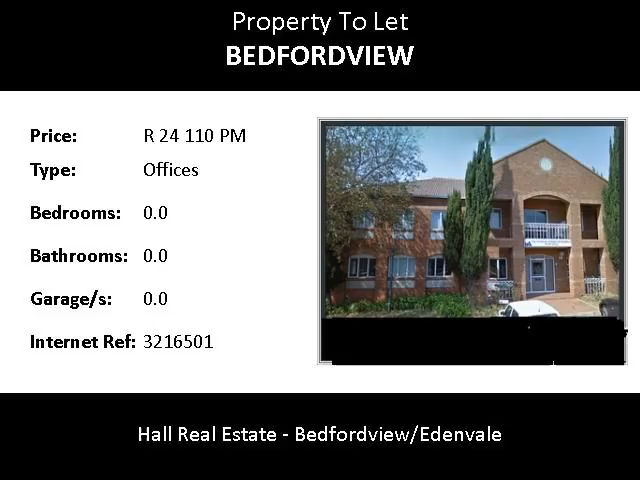 Property To Let
BEDFORDVIEW
Price: R 24 110 PM
Type: Offices
Bedrooms: 0.0
Bathrooms: 0.0
Garage/s: 0.0
Internet Ref: 3216501
Hall Real Estate - Bedfordview/Edenvale